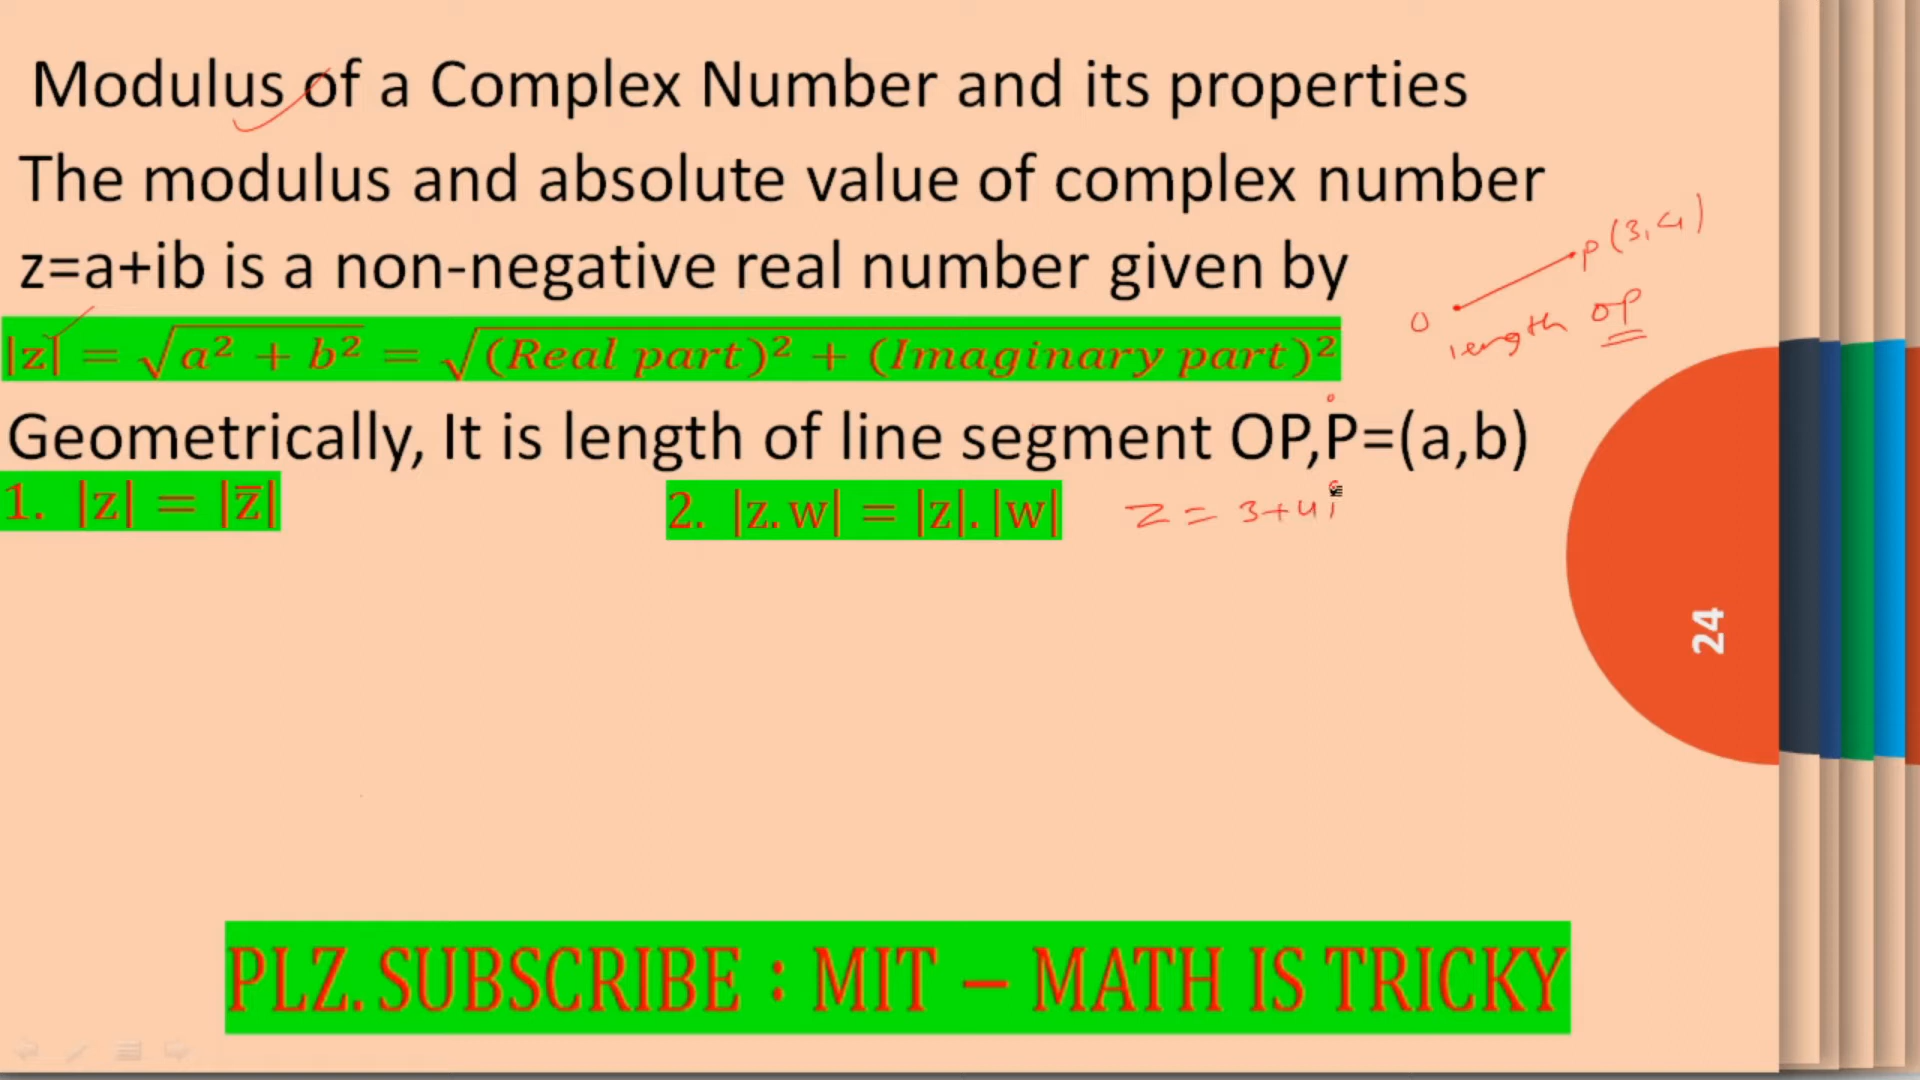 Modulus of a Complex Number and its properties
The modulus and absolute value of complex number
z=a+ib is a non-negative real number given by
P(3,4)
O
length OP
|z| = √(a² + b²) = √((Real part)² + (Imaginary part)²)
Geometrically, It is length of line segment OP,P=(a,b)
1. |z| = |z̅|
2. |z.w| = |z|.|w|
z = 3+4i
24
PLZ. SUBSCRIBE : MIT – MATH IS TRICKY